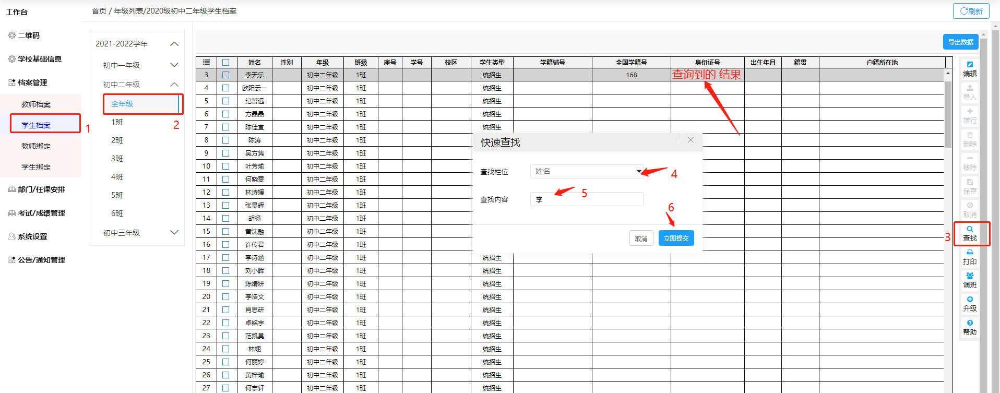 工作台
首页 / 年级列表/2020级初中二年级学生档案
刷新
二维码
学校基础信息
档案管理
教师档案
学生档案
1
教师绑定
学生绑定
部门/任课安排
考试/成绩管理
系统设置
公告/通知管理
2021-2022学年
初中一年级
初中二年级
全年级
2
1班
2班
3班
4班
5班
6班
初中三年级
导出数据
姓名 性别 年级 班级 座号 学号 校区 学生类型 学籍辅号 全国学籍号 身份证号 出生年月 籍贯 户籍所在地
3 李天乐 初中二年级 1班 统招生 168 查询到的 结果
4 欧阳云一 初中二年级 1班 统招生
5 纪哲远 初中二年级 1班 统招生
6 方晶晶 初中二年级 1班 统招生
7 陈佳宜 初中二年级 1班 统招生
8 陈涛 初中二年级 1班
9 吴方隽 初中二年级 1班
10 叶芳瑜 初中二年级 1班
11 何晓雯 初中二年级 1班
12 林诗媛 初中二年级 1班
13 张昊辉 初中二年级 1班
14 胡杨 初中二年级 1班
15 黄沈融 初中二年级 1班
16 许传君 初中二年级 1班
17 李诗涵 初中二年级 1班 统招生
18 刘小晖 初中二年级 1班 统招生
19 陈婧妍 初中二年级 1班 统招生
20 李浩文 初中二年级 1班 统招生
21 肖思研 初中二年级 1班 统招生
22 卓铭宇 初中二年级 1班 统招生
23 范凯昊 初中二年级 1班 统招生
24 林翊 初中二年级 1班 统招生
25 何丽婷 初中二年级 1班 统招生
26 黄梓瑜 初中二年级 1班 统招生
27 何宇轩 初中二年级 1班 统招生
快速查找
查找栏位 姓名
4
查找内容 李
5
6
取消 立即提交
编辑
导入
增行
删除
移除
保存
取消
3
查找
打印
调班
升级
帮助